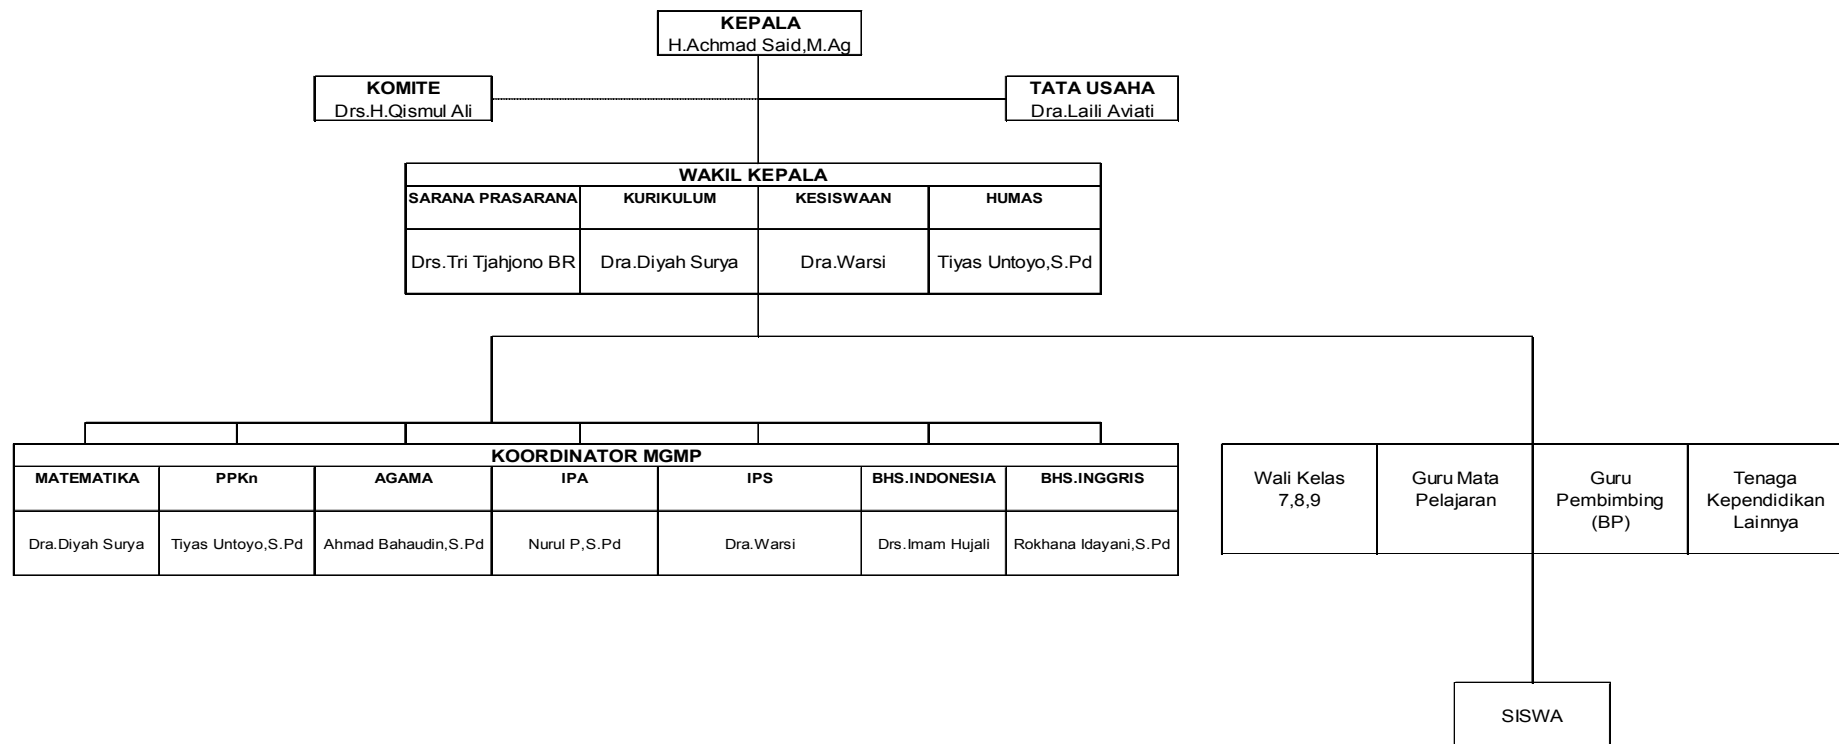 KEPALA
H.Achmad Said,M.Ag
KOMITE
Drs.H.Qismul Ali
TATA USAHA
Dra.Laili Aviati
WAKIL KEPALA
SARANA PRASARANA KURIKULUM KESISWAAN HUMAS
Drs.Tri Tjahjono BR Dra.Diyah Surya Dra.Warsi Tiyas Untoyo,S.Pd
KOORDINATOR MGMP
MATEMATIKA PPKn AGAMA IPA IPS BHS.INDONESIA BHS.INGGRIS
Dra.Diyah Surya Tiyas Untoyo,S.Pd Ahmad Bahaudin,S.Pd Nurul P,S.Pd Dra.Warsi Drs.Imam Hujali Rokhana Idayani,S.Pd
Wali Kelas
7,8,9
Guru Mata
Pelajaran
Guru
Pembimbing
(BP)
Tenaga
Kependidikan
Lainnya
SISWA